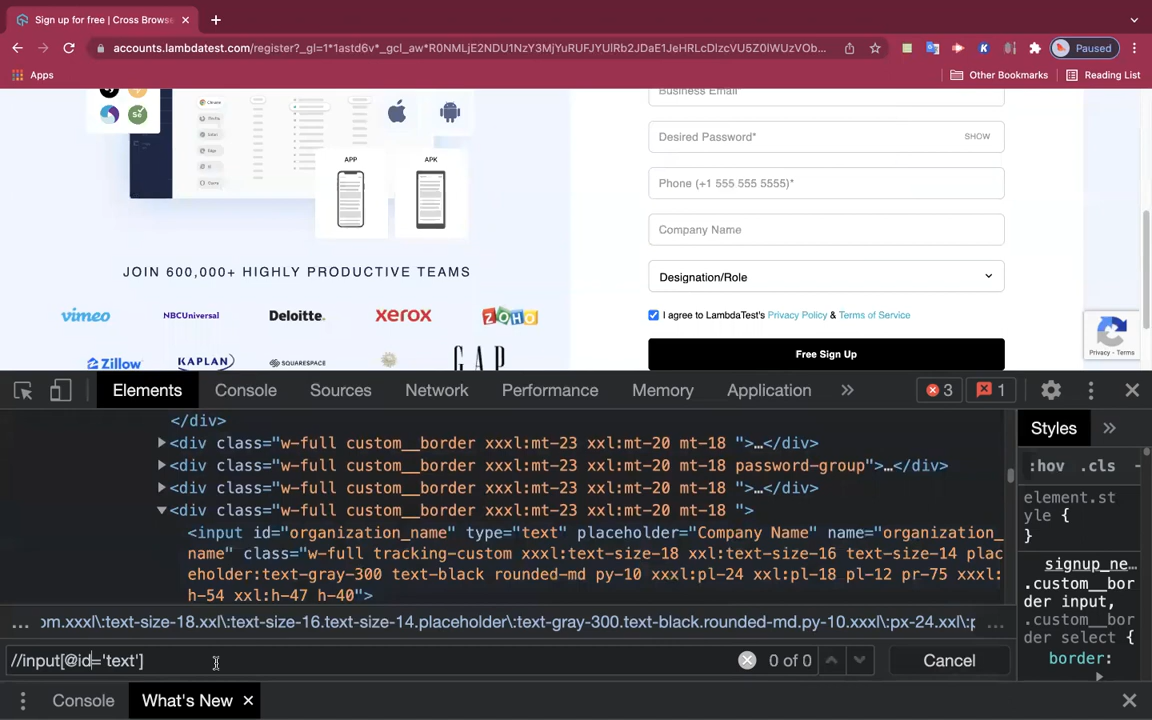 Sign up for free | Cross Browse
accounts.lambdatest.com/register?_gl=1*1astd6v*_gcl_aw*R0NMLjE2NDU1NzY3MjYuRUFJYUlRb2JDaE1JeHRLcDlzcVU5Z0lWUzVOb...
Paused
Apps
Other Bookmarks
Reading List
Business Email
Desired Password*
SHOW
APP
APK
Phone (+1 555 555 5555)*
Company Name
JOIN 600,000+ HIGHLY PRODUCTIVE TEAMS
Designation/Role
vimeo
NBCUniversal
Deloitte.
xerox
ZOHO
I agree to LambdaTest's Privacy Policy & Terms of Service
Zillow
KAPLAN
SQUARESPACE
GAP
Free Sign Up
Privacy - Terms
Elements
Console
Sources
Network
Performance
Memory
Application
3
1
</div>
<div class="w-full custom__border xxxl:mt-23 xxl:mt-20 mt-18 ">…</div>
<div class="w-full custom__border xxxl:mt-23 xxl:mt-20 mt-18 password-group">…</div>
<div class="w-full custom__border xxxl:mt-23 xxl:mt-20 mt-18 ">…</div>
<div class="w-full custom__border xxxl:mt-23 xxl:mt-20 mt-18 ">
<input id="organization_name" type="text" placeholder="Company Name" name="organization_
name" class="w-full tracking-custom xxxl:text-size-18 xxl:text-size-16 text-size-14 plac
eholder:text-gray-300 text-black rounded-md py-10 xxxl:pl-24 xxl:pl-18 pl-12 pr-75 xxxl:
h-54 xxl:h-47 h-40">
Styles
:hov .cls
element.st
yle {
}
signup_ne…
.custom__bor
der input,
.custom__bor
der select {
border:
... om.xxxl\:text-size-18.xxl\:text-size-16.text-size-14.placeholder\:text-gray-300.text-black.rounded-md.py-10.xxxl\:px-24.xxl\:p ...
//input[@id='text']
0 of 0
Cancel
Console
What's New